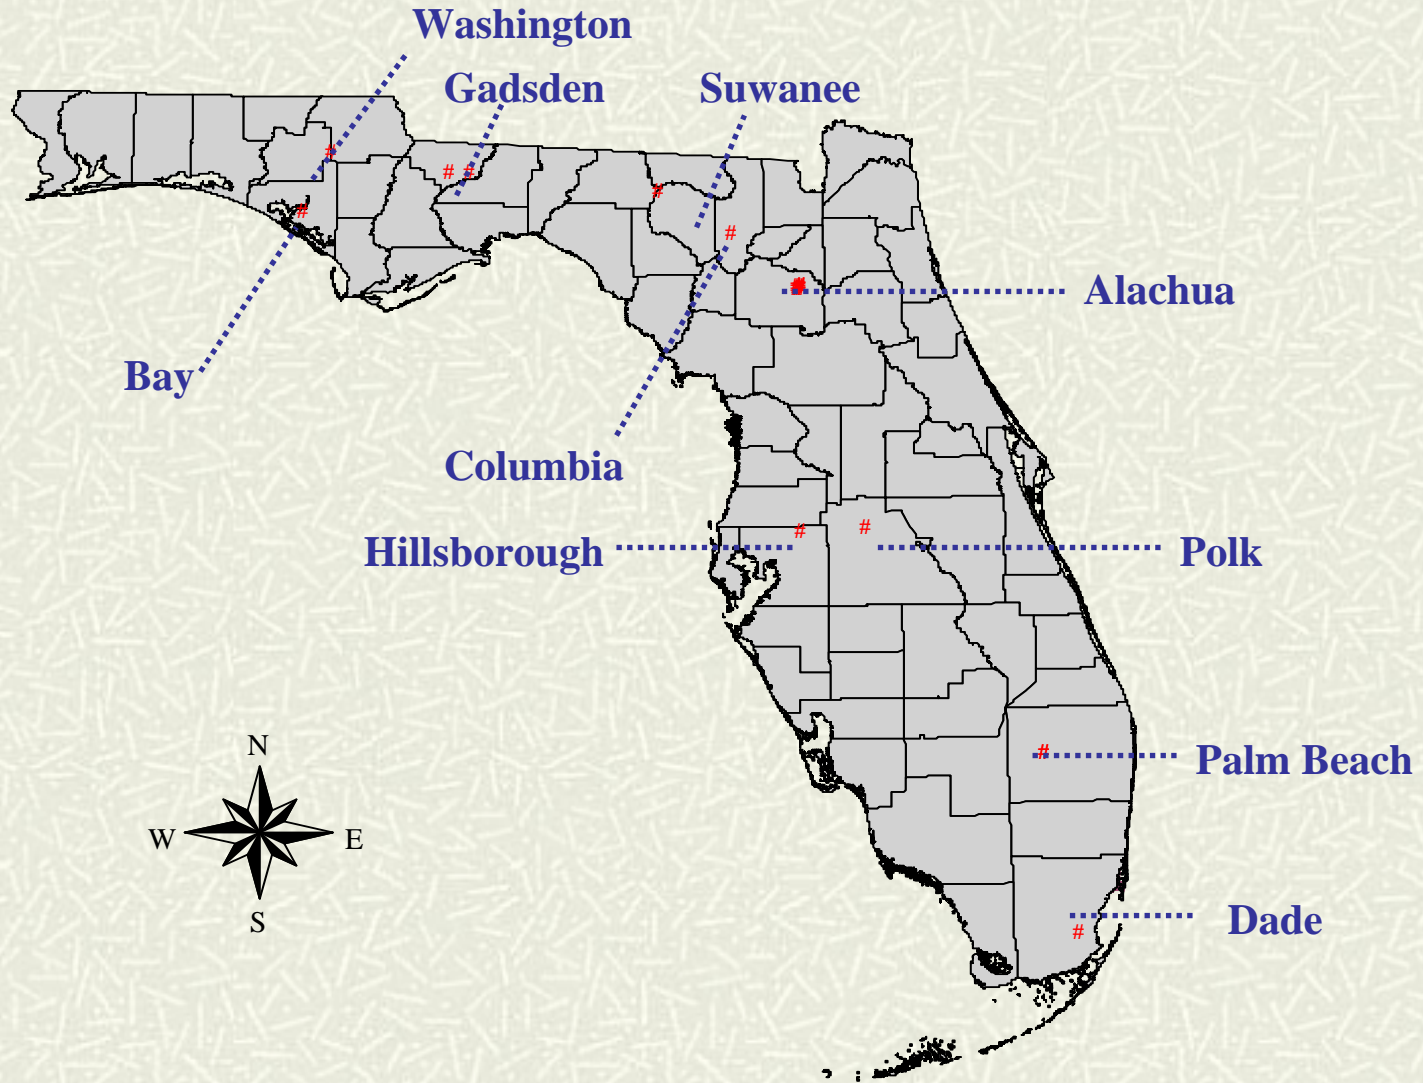 Washington
Gadsden
Suwanee
#
# #
#
#
#
#
Alachua
Bay
Columbia
#
#
Hillsborough
Polk
N
W
E
S
#
Palm Beach
Dade
#